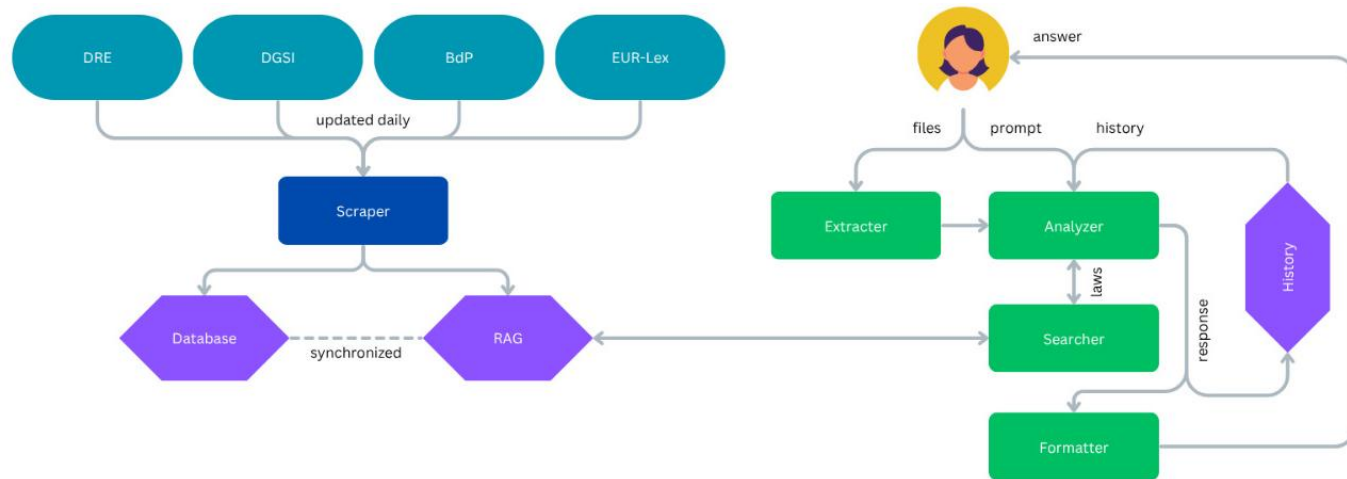 DRE
DGSI
BdP
EUR-Lex
updated daily
Scraper
Database
synchronized
RAG
answer
files
prompt
history
Extracter
Analyzer
laws
Searcher
response
History
Formatter